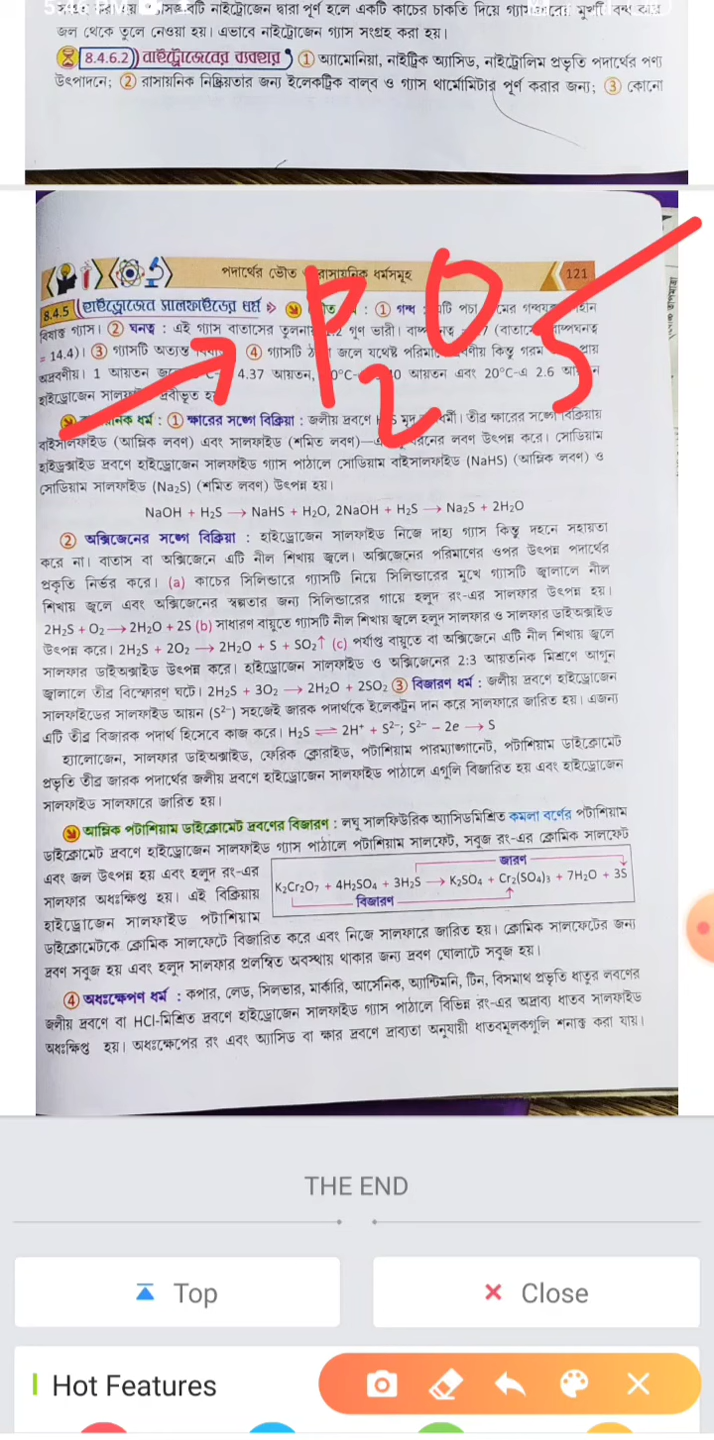 জল থেকে তুলে নেওয়া হয়। এভাবে নাইট্রোজেন গ্যাস সংগ্রহ করা হয়।
8.4.6.2 নাইট্রোজেনের ব্যবহার ① অ্যামোনিয়া, নাইট্রিক অ্যাসিড, নাইট্রোলিম প্রভৃতি পদার্থের পণ্য
উৎপাদনে; ② রাসায়নিক নিষ্ক্রিয়তার জন্য ইলেকট্রিক বাল্‌ব ও গ্যাস থার্মোমিটার পূর্ণ করার জন্য; ③ কোনো
পদার্থের ভৌত রাসায়নিক ধর্মসমূহ 121
P2O5
8.4.5 হাইড্রোজেন সালফাইডের ধর্ম ① গন্ধ : পচা
বিষাক্ত গ্যাস। ② ঘনত্ব : এই গ্যাস বাতাসের তুলনায় গুণ ভারী।
= 14.4)। ③ গ্যাসটি অত্যন্ত ④ গ্যাসটি জলে যথেষ্ট কিন্তু গরম প্রায়
অদ্রবণীয়। 1 আয়তন 4.37 আয়তন, আয়তন এবং 20°C-এ 2.6
হাইড্রোজেন
ধর্ম : ① ক্ষারের সঙ্গে বিক্রিয়া : জলীয় দ্রবণে তীব্র ক্ষারের সঙ্গে বিক্রিয়ায়
বাইসালফাইড (আম্লিক লবণ) এবং সালফাইড (শমিত লবণ)— লবণ উৎপন্ন করে। সোডিয়াম
হাইড্রক্সাইড দ্রবণে হাইড্রোজেন সালফাইড গ্যাস পাঠালে সোডিয়াম বাইসালফাইড (NaHS) (আম্লিক লবণ) ও
সোডিয়াম সালফাইড (Na₂S) (শমিত লবণ) উৎপন্ন হয়।
NaOH + H₂S → NaHS + H₂O, 2NaOH + H₂S → Na₂S + 2H₂O
② অক্সিজেনের সঙ্গে বিক্রিয়া : হাইড্রোজেন সালফাইড নিজে দাহ্য গ্যাস কিন্তু দহনে সহায়তা
করে না। বাতাস বা অক্সিজেনে এটি নীল শিখায় জ্বলে। অক্সিজেনের পরিমাণের ওপর উৎপন্ন পদার্থের
প্রকৃতি নির্ভর করে। (a) কাচের সিলিন্ডারে গ্যাসটি নিয়ে সিলিন্ডারের মুখে গ্যাসটি জ্বালালে নীল
শিখায় জ্বলে এবং অক্সিজেনের স্বল্পতার জন্য সিলিন্ডারের গায়ে হলুদ রং-এর সালফার উৎপন্ন হয়।
2H₂S + O₂ → 2H₂O + 2S (b) সাধারণ বায়ুতে গ্যাসটি নীল শিখায় জ্বলে হলুদ সালফার ও সালফার ডাইঅক্সাইড
উৎপন্ন করে। 2H₂S + 2O₂ → 2H₂O + S + SO₂↑ (c) পর্যাপ্ত বায়ুতে বা অক্সিজেনে এটি নীল শিখায় জ্বলে
সালফার ডাইঅক্সাইড উৎপন্ন করে। হাইড্রোজেন সালফাইড ও অক্সিজেনের 2:3 আয়তনিক মিশ্রণে আগুন
জ্বালালে তীব্র বিস্ফোরণ ঘটে। 2H₂S + 3O₂ → 2H₂O + 2SO₂ ③ বিজারণ ধর্ম : জলীয় দ্রবণে হাইড্রোজেন
সালফাইডের সালফাইড আয়ন (S²⁻) সহজেই জারক পদার্থকে ইলেকট্রন দান করে সালফারে জারিত হয়। এজন্য
এটি তীব্র বিজারক পদার্থ হিসেবে কাজ করে। H₂S ⇌ 2H⁺ + S²⁻; S²⁻ − 2e → S
হ্যালোজেন, সালফার ডাইঅক্সাইড, ফেরিক ক্লোরাইড, পটাশিয়াম পারম্যাঙ্গানেট, পটাশিয়াম ডাইক্রোমেট
প্রভৃতি তীব্র জারক পদার্থের জলীয় দ্রবণে হাইড্রোজেন সালফাইড পাঠালে এগুলি বিজারিত হয় এবং হাইড্রোজেন
সালফাইড সালফারে জারিত হয়।
আম্লিক পটাশিয়াম ডাইক্রোমেট দ্রবণের বিজারণ : লঘু সালফিউরিক অ্যাসিডমিশ্রিত কমলা বর্ণের পটাশিয়াম
ডাইক্রোমেট দ্রবণে হাইড্রোজেন সালফাইড গ্যাস পাঠালে পটাশিয়াম সালফেট, সবুজ রং-এর ক্রোমিক সালফেট
এবং জল উৎপন্ন হয় এবং হলুদ রং-এর
সালফার অধঃক্ষিপ্ত হয়। এই বিক্রিয়ায়
হাইড্রোজেন সালফাইড পটাশিয়াম
জারণ
K₂Cr₂O₇ + 4H₂SO₄ + 3H₂S → K₂SO₄ + Cr₂(SO₄)₃ + 7H₂O + 3S
বিজারণ
ডাইক্রোমেটকে ক্রোমিক সালফেটে বিজারিত করে এবং নিজে সালফারে জারিত হয়। ক্রোমিক সালফেটের জন্য
দ্রবণ সবুজ হয় এবং হলুদ সালফার প্রলম্বিত অবস্থায় থাকার জন্য দ্রবণ ঘোলাটে সবুজ হয়।
④ অধঃক্ষেপণ ধর্ম : কপার, লেড, সিলভার, মার্কারি, আর্সেনিক, অ্যান্টিমনি, টিন, বিসমাথ প্রভৃতি ধাতুর লবণের
জলীয় দ্রবণে বা HCl-মিশ্রিত দ্রবণে হাইড্রোজেন সালফাইড গ্যাস পাঠালে বিভিন্ন রং-এর অদ্রাব্য ধাতব সালফাইড
অধঃক্ষিপ্ত হয়। অধঃক্ষেপের রং এবং অ্যাসিড বা ক্ষার দ্রবণে দ্রাব্যতা অনুযায়ী ধাতবমূলকগুলি শনাক্ত করা যায়।
THE END
Top
Close
Hot Features